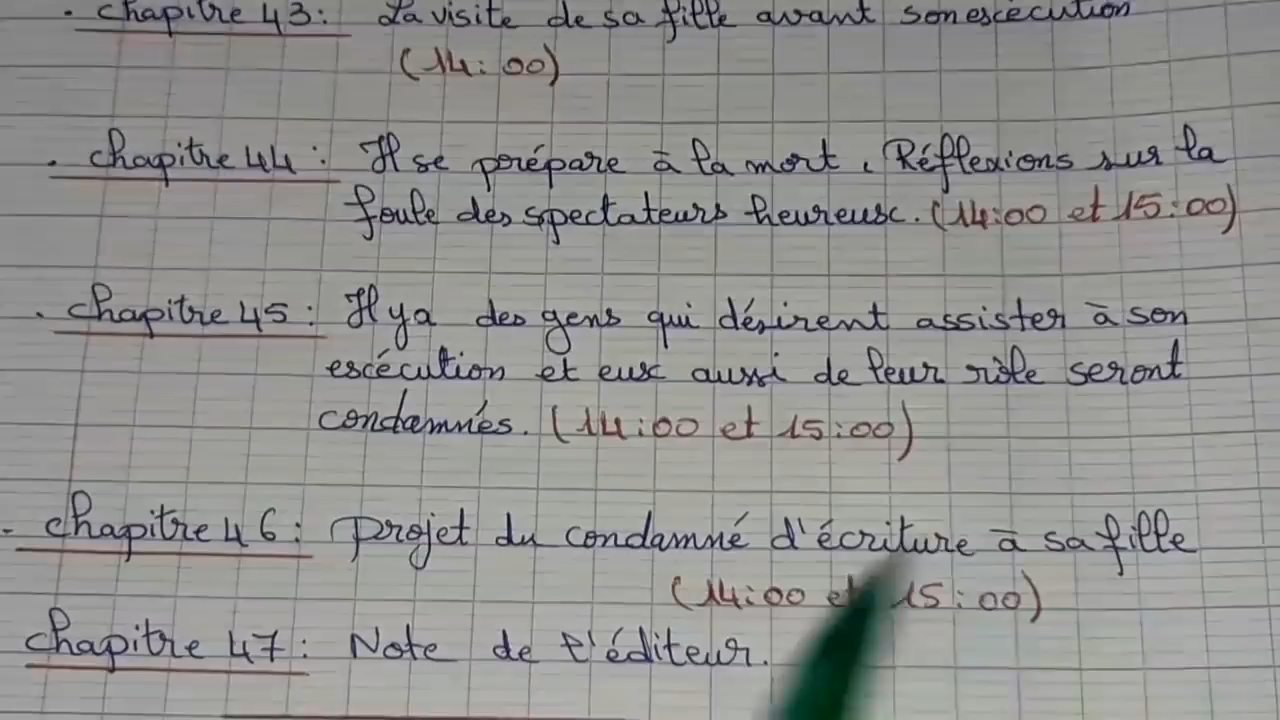 . Chapitre 43: La visite de sa fille avant son exécution
(14:00)
. Chapitre 44: Il se prépare à la mort. Réflexions sur la
foule des spectateurs heureux. (14:00 et 15:00)
. Chapitre 45: Il y a des gens qui désirent assister à son
exécution et eux aussi de leur rôle seront
condamnés. (14:00 et 15:00)
- Chapitre 46: Projet du condamné d'écriture à sa fille
(14:00 et 15:00)
Chapitre 47: Note de l'éditeur.